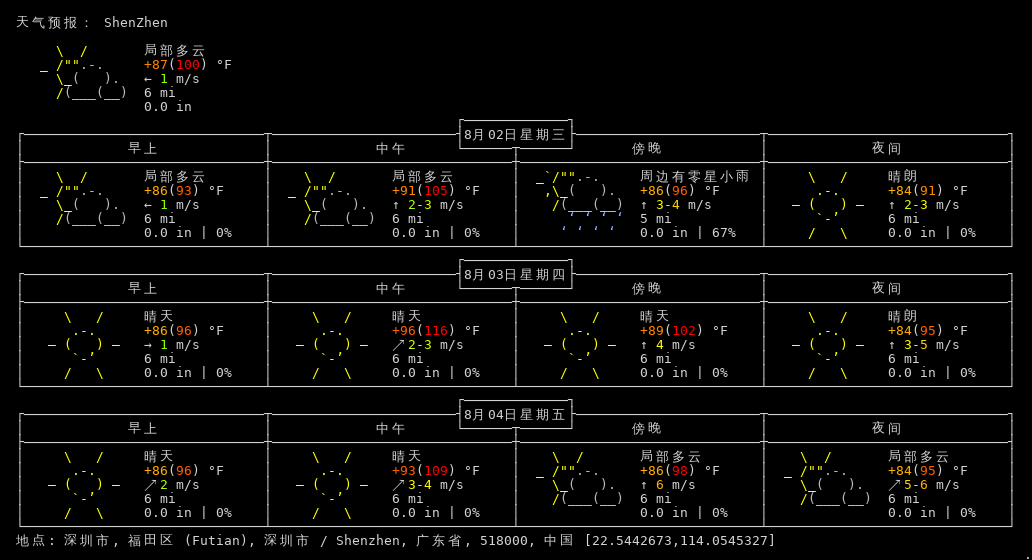 天气预报： ShenZhen
局部多云
+87(100) °F
← 1 m/s
6 mi
0.0 in
8月02日星期三
早上 中午 傍晚 夜间
局部多云 局部多云 周边有零星小雨 晴朗
+86(93) °F +91(105) °F +86(96) °F +84(91) °F
← 1 m/s ↑ 2-3 m/s ↑ 3-4 m/s ↑ 2-3 m/s
6 mi 6 mi 5 mi 6 mi
0.0 in | 0% 0.0 in | 0% 0.0 in | 67% 0.0 in | 0%
8月03日星期四
早上 中午 傍晚 夜间
晴天 晴天 晴天 晴朗
+86(96) °F +96(116) °F +89(102) °F +84(95) °F
→ 1 m/s ↗ 2-3 m/s ↑ 4 m/s ↑ 3-5 m/s
6 mi 6 mi 6 mi 6 mi
0.0 in | 0% 0.0 in | 0% 0.0 in | 0% 0.0 in | 0%
8月04日星期五
早上 中午 傍晚 夜间
晴天 晴天 局部多云 局部多云
+86(96) °F +93(109) °F +86(98) °F +84(95) °F
↗ 2 m/s ↗ 3-4 m/s ↑ 6 m/s ↗ 5-6 m/s
6 mi 6 mi 6 mi 6 mi
0.0 in | 0% 0.0 in | 0% 0.0 in | 0% 0.0 in | 0%
地点: 深圳市, 福田区 (Futian), 深圳市 / Shenzhen, 广东省, 518000, 中国 [22.5442673,114.0545327]